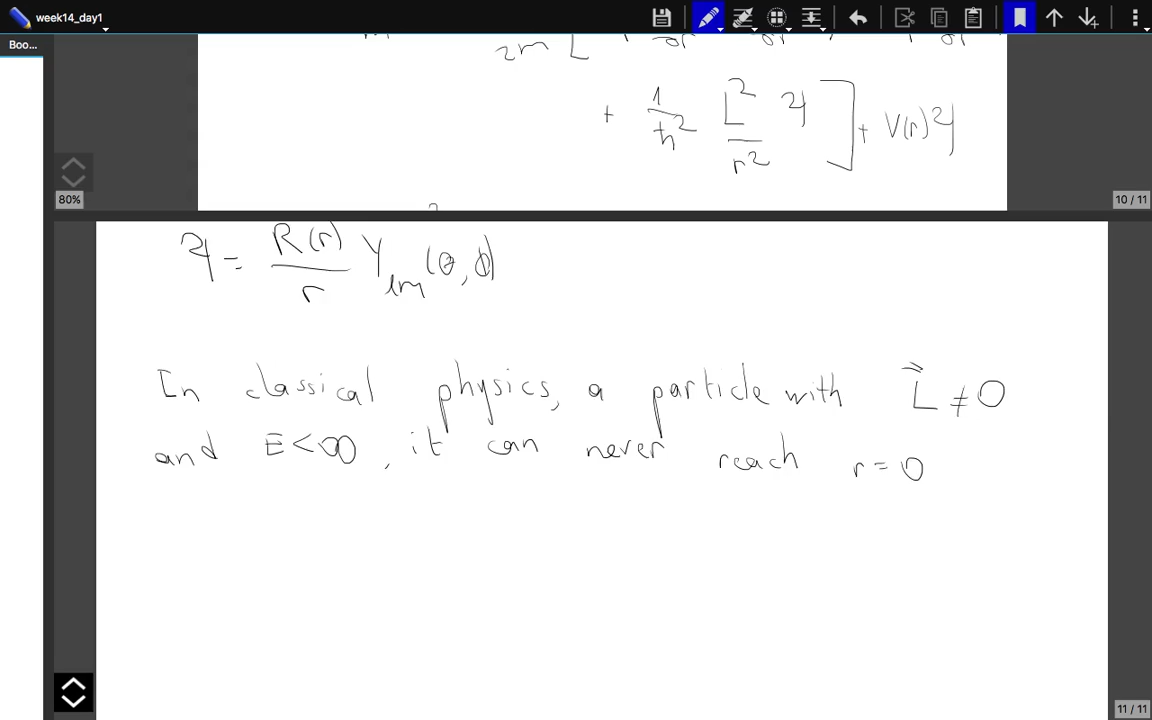 week14_day1
Boo...
2m [
+ 1/ħ² L²/r² Ψ ] + V(r)Ψ
80%
10 / 11
Ψ = R(r)/r Y_lm (θ, ϕ)
In classical physics, a particle with L⃗ ≠ 0
and E < ∞, it can never reach r = 0
11 / 11